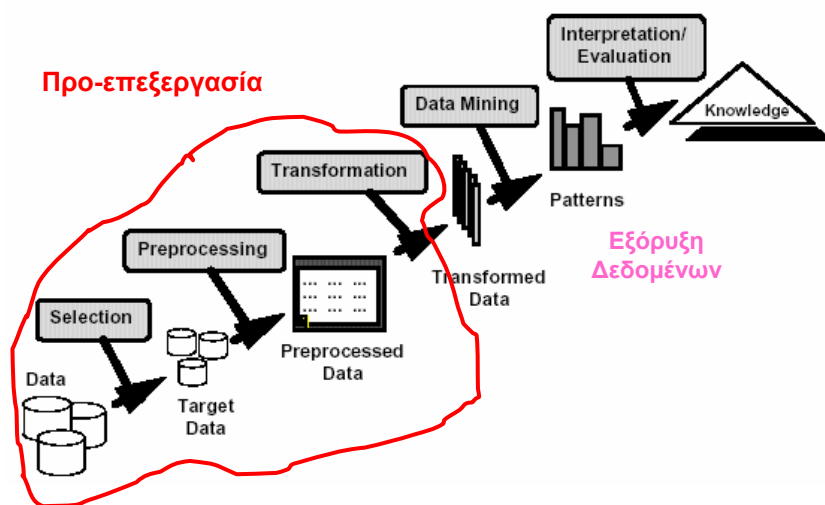 Interpretation/
Evaluation
Προ-επεξεργασία
Data Mining
Knowledge
Transformation
Patterns
Preprocessing
Εξόρυξη
Δεδομένων
Transformed
Data
... ... ...
... ... ...
... ... ...
Selection
Preprocessed
Data
Data
Target
Data